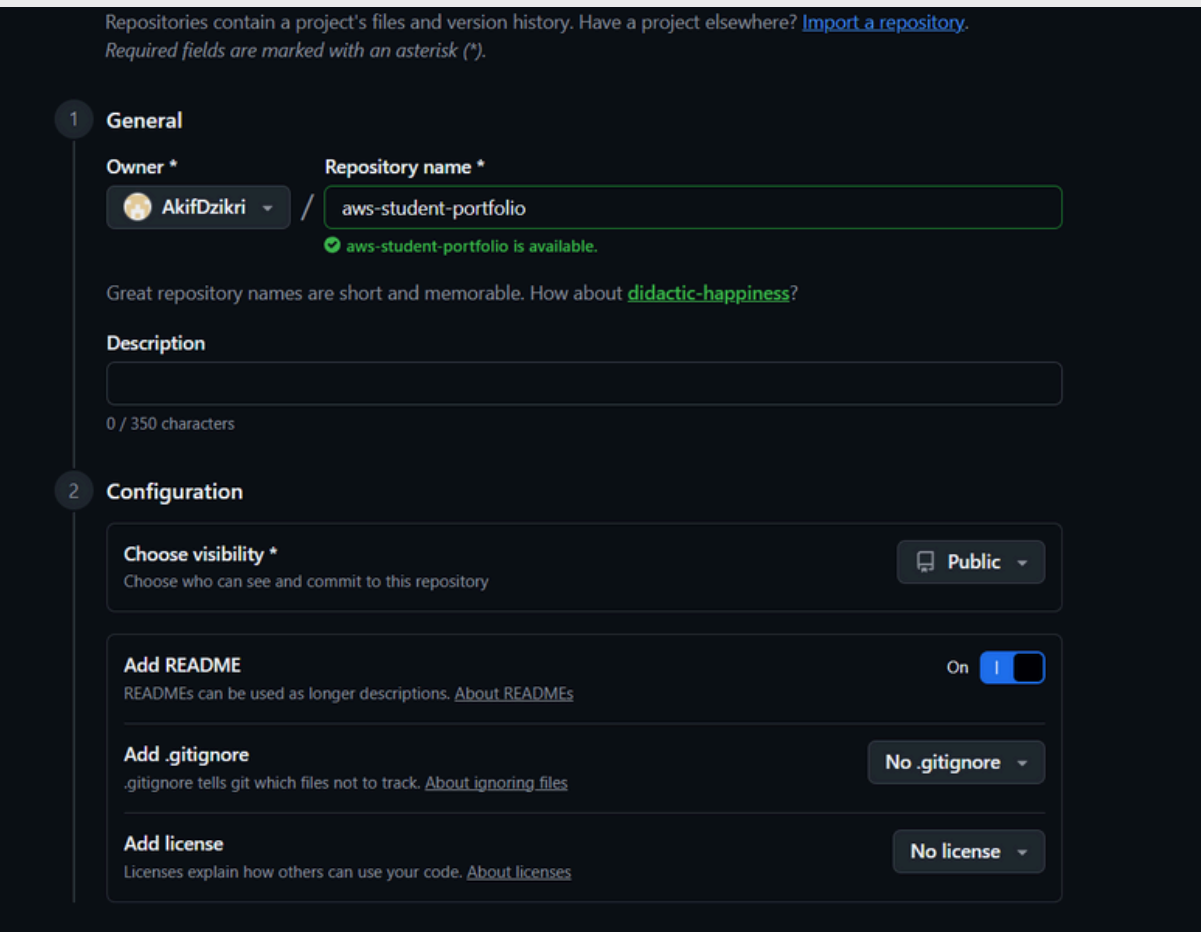 Repositories contain a project's files and version history. Have a project elsewhere? Import a repository.
Required fields are marked with an asterisk (*).
1 General
Owner * Repository name *
AkifDzikri / aws-student-portfolio
aws-student-portfolio is available.
Great repository names are short and memorable. How about didactic-happiness?
Description
0 / 350 characters
2 Configuration
Choose visibility *
Public
Choose who can see and commit to this repository
Add README
On
READMEs can be used as longer descriptions. About READMEs
Add .gitignore
No .gitignore
.gitignore tells git which files not to track. About ignoring files
Add license
No license
Licenses explain how others can use your code. About licenses